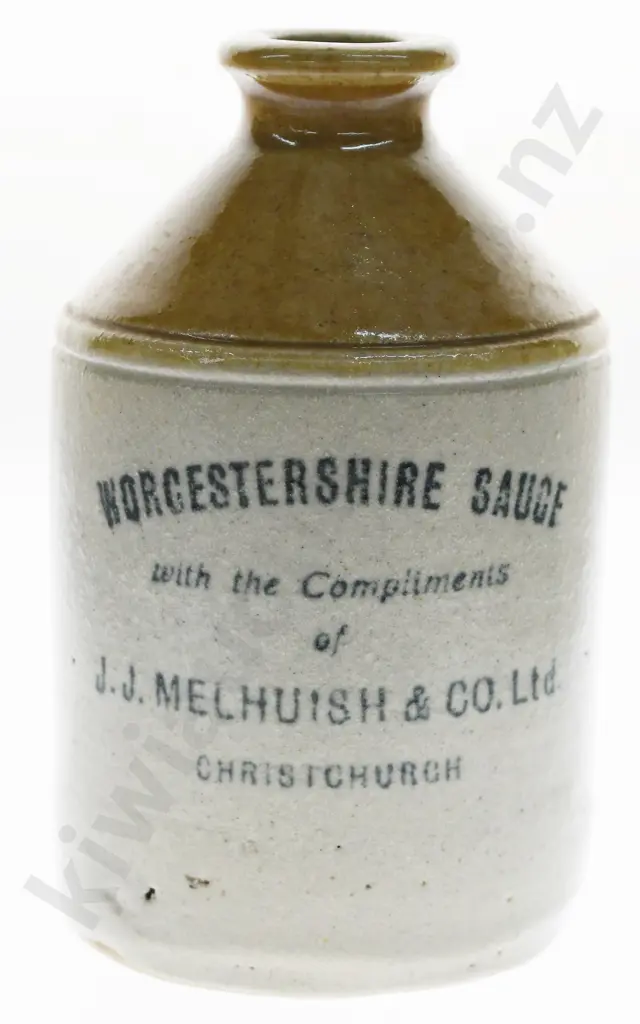 WORCESTERSHIRE SAUCE
with the Compliments
of
J.J. MELHUISH & CO. Ltd.
CHRISTCHURCH